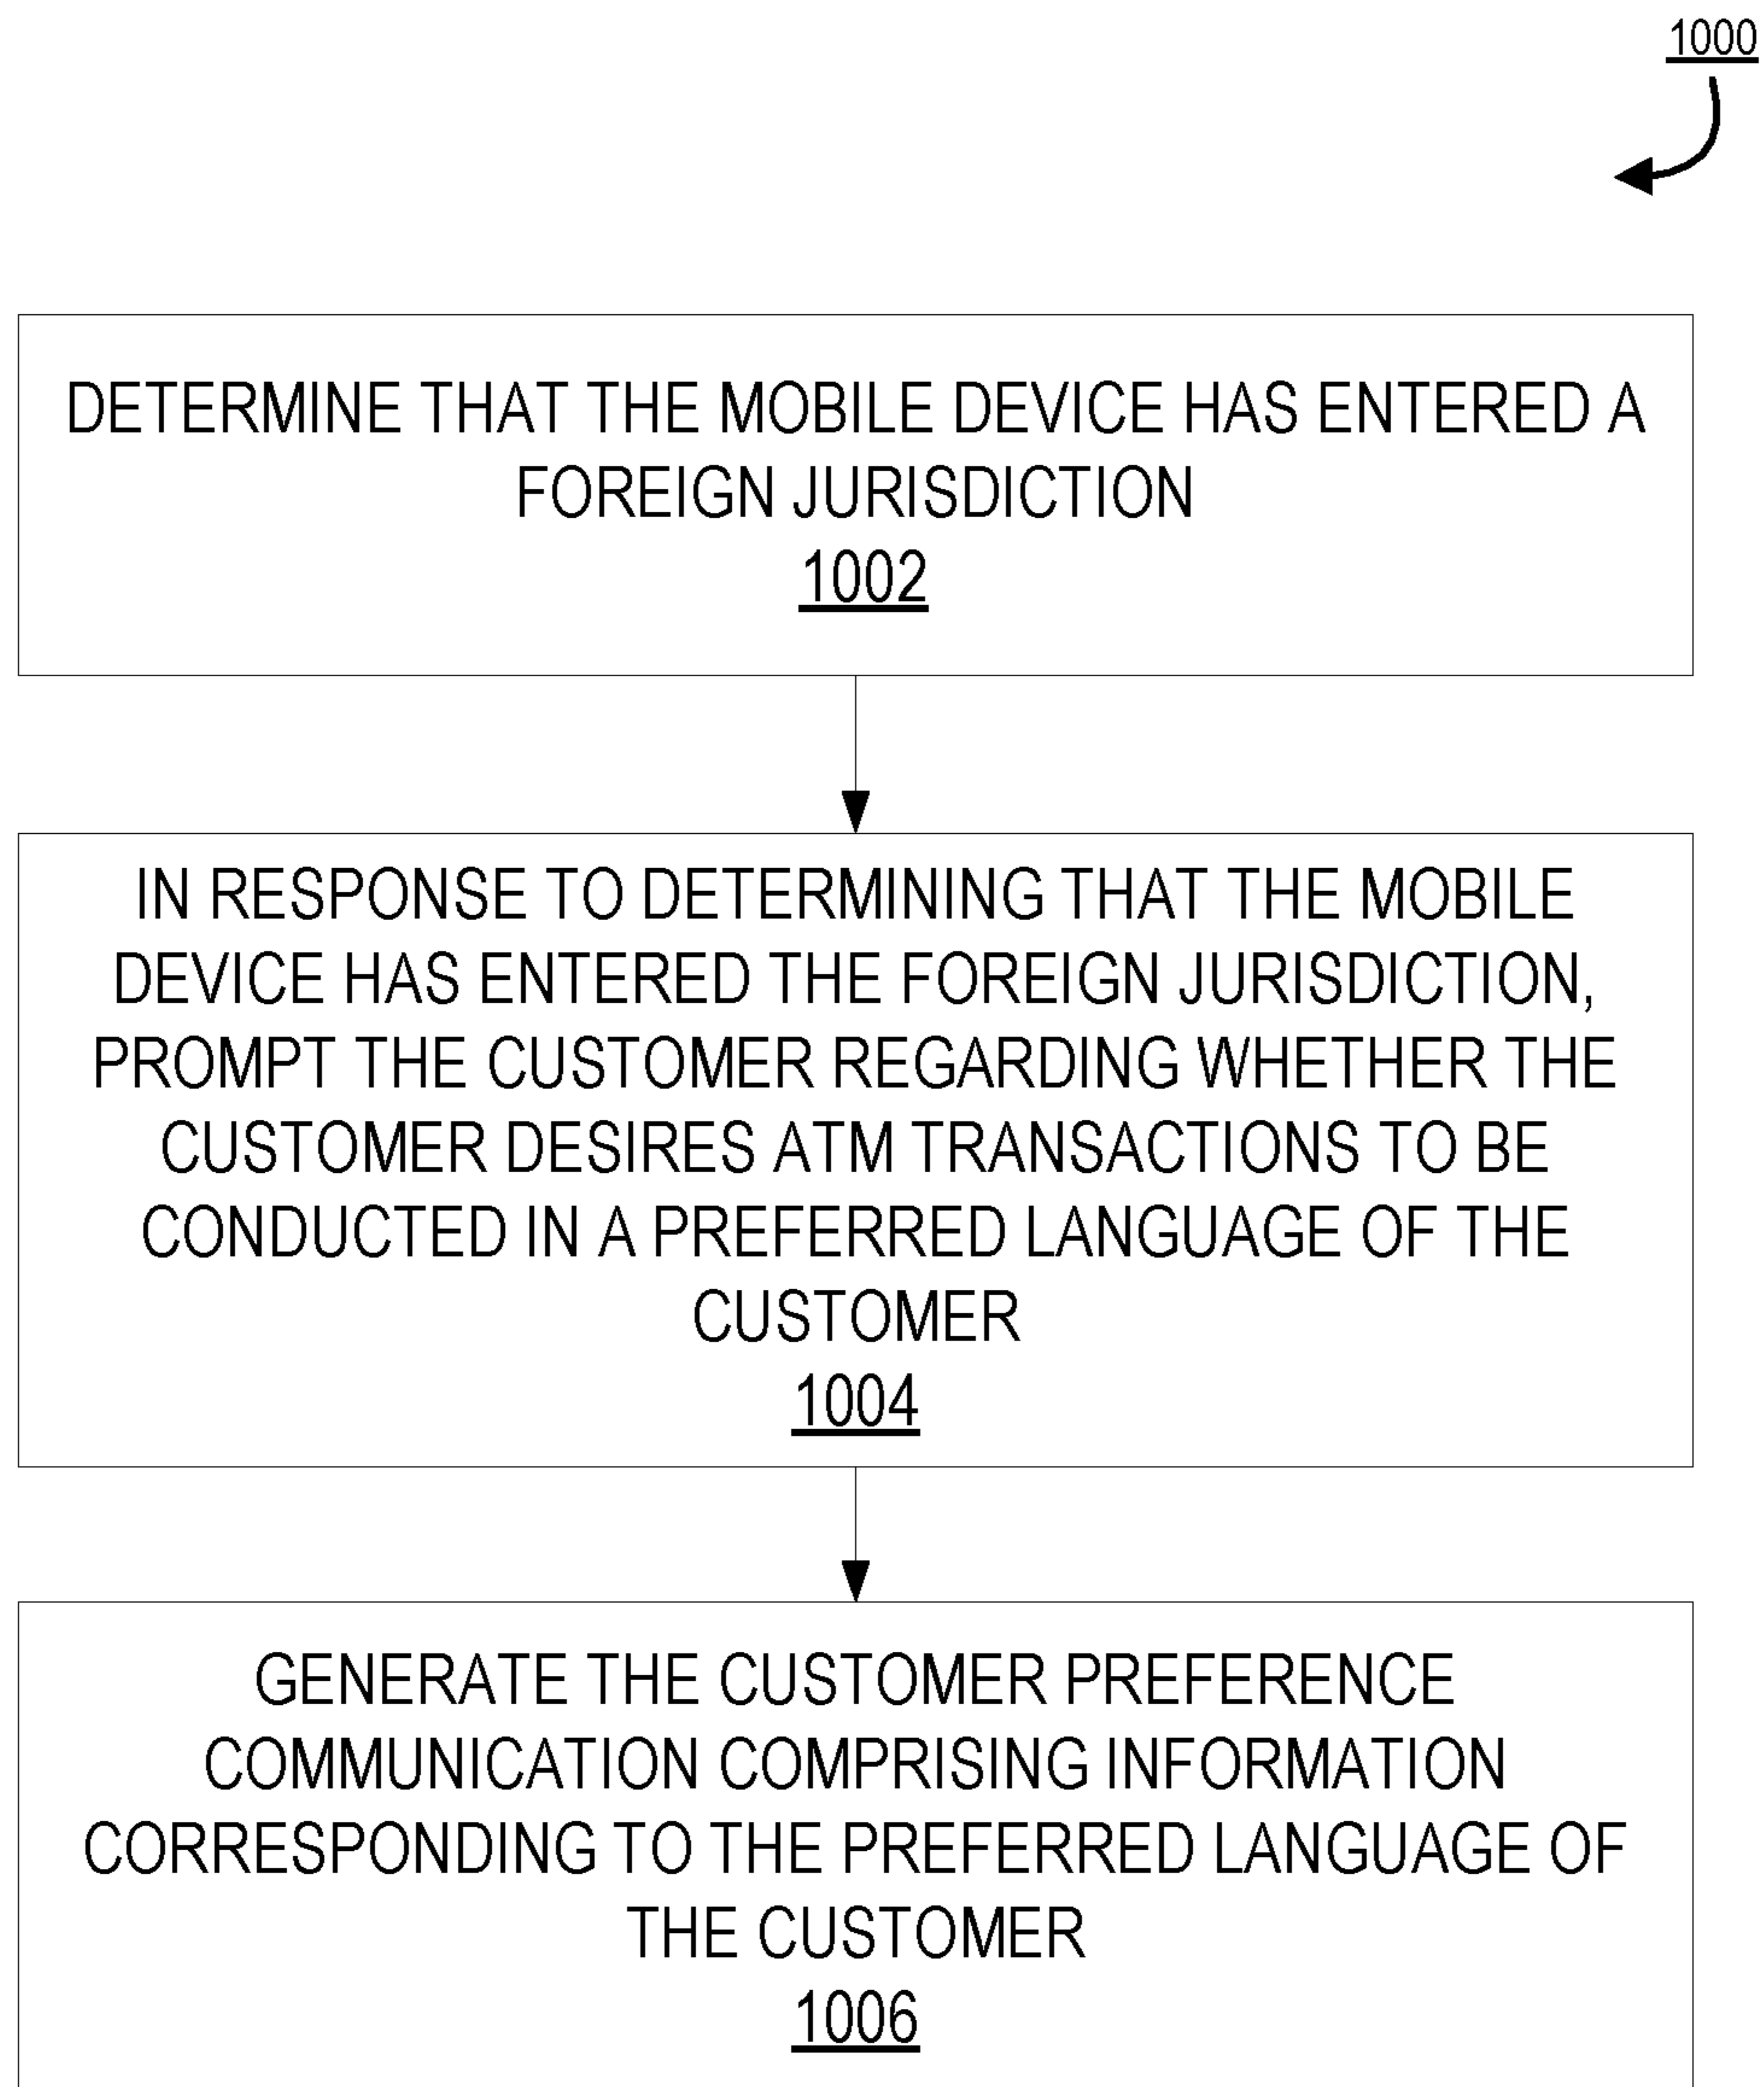 1000
DETERMINE THAT THE MOBILE DEVICE HAS ENTERED A
FOREIGN JURISDICTION
1002
IN RESPONSE TO DETERMINING THAT THE MOBILE
DEVICE HAS ENTERED THE FOREIGN JURISDICTION,
PROMPT THE CUSTOMER REGARDING WHETHER THE
CUSTOMER DESIRES ATM TRANSACTIONS TO BE
CONDUCTED IN A PREFERRED LANGUAGE OF THE
CUSTOMER
1004
GENERATE THE CUSTOMER PREFERENCE
COMMUNICATION COMPRISING INFORMATION
CORRESPONDING TO THE PREFERRED LANGUAGE OF
THE CUSTOMER
1006